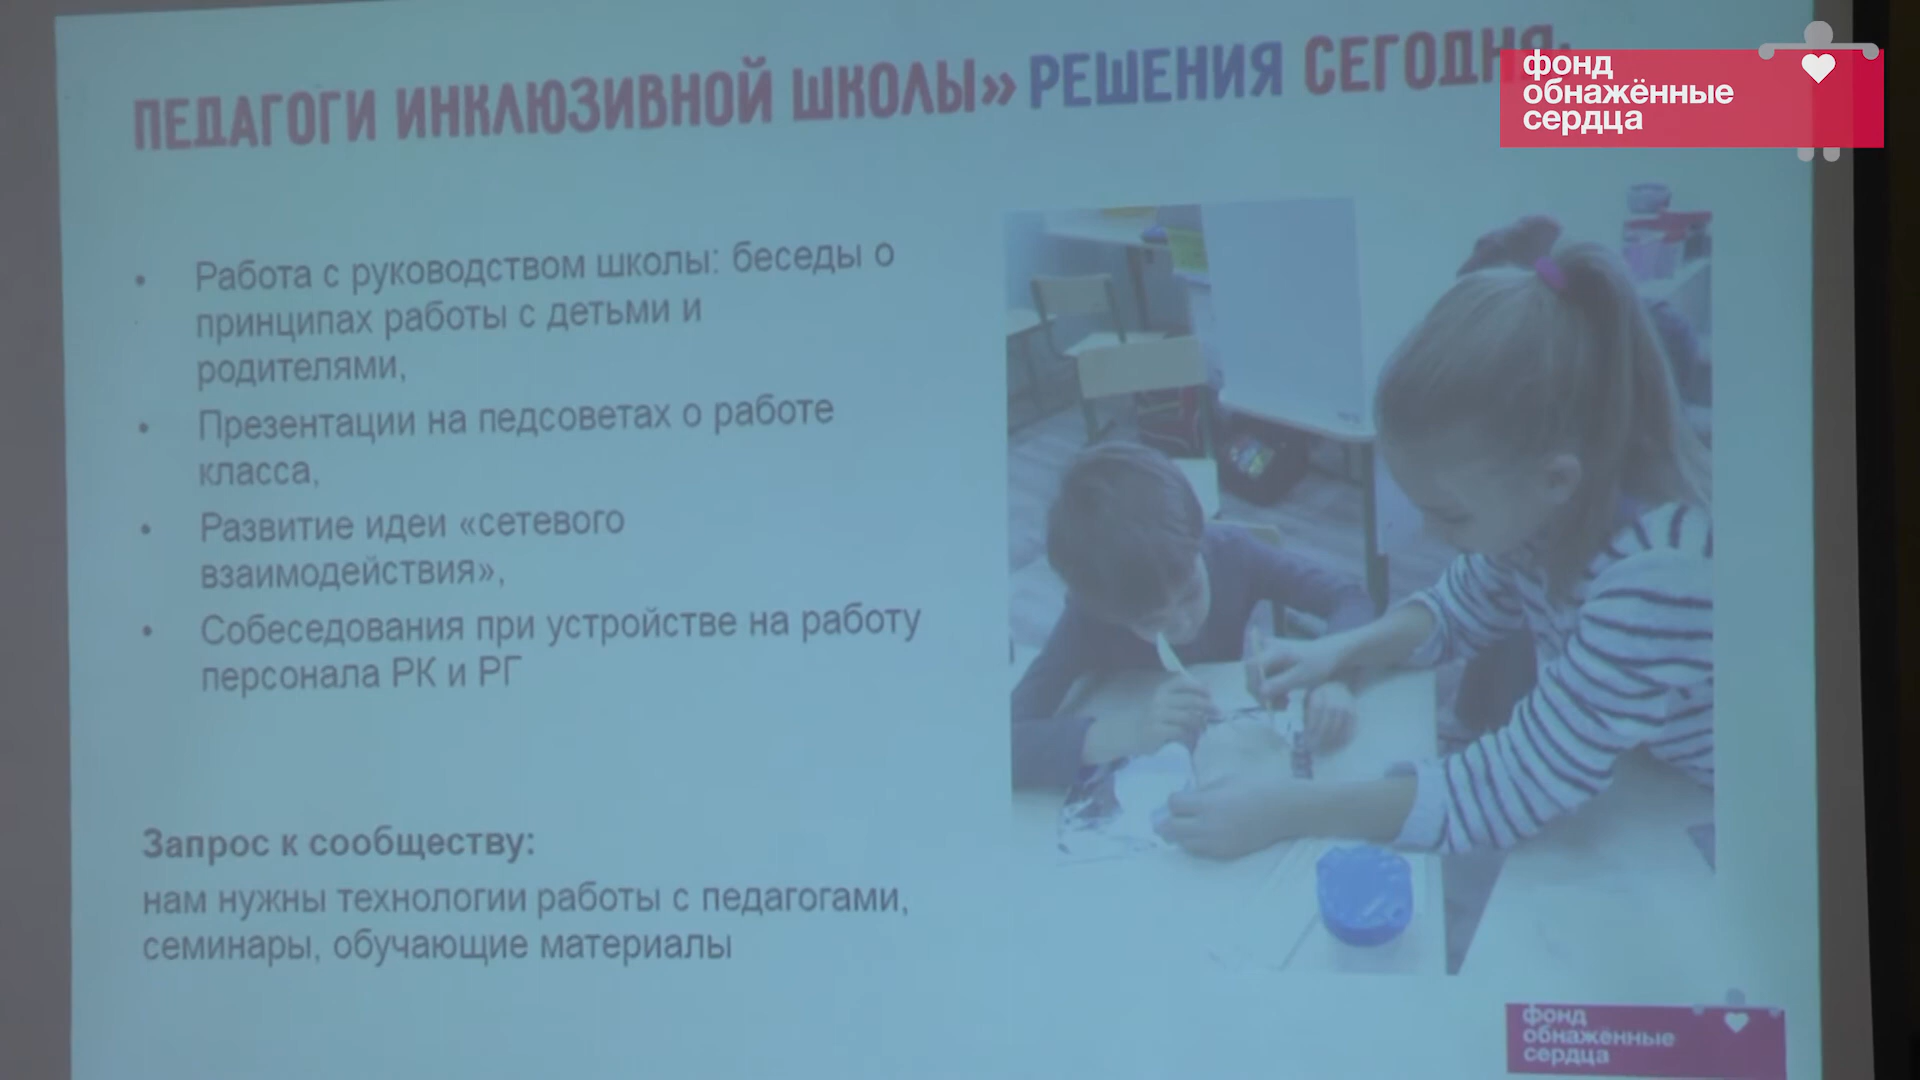 ПЕДАГОГИ ИНКЛЮЗИВНОЙ ШКОЛЫ» РЕШЕНИЯ СЕГОДНЯ:
фонд
обнажённые
сердца
• Работа с руководством школы: беседы о
принципах работы с детьми и
родителями,
• Презентации на педсоветах о работе
класса,
• Развитие идеи «сетевого
взаимодействия»,
• Собеседования при устройстве на работу
персонала РК и РГ
Запрос к сообществу:
нам нужны технологии работы с педагогами,
семинары, обучающие материалы
фонд
обнажённые
сердца